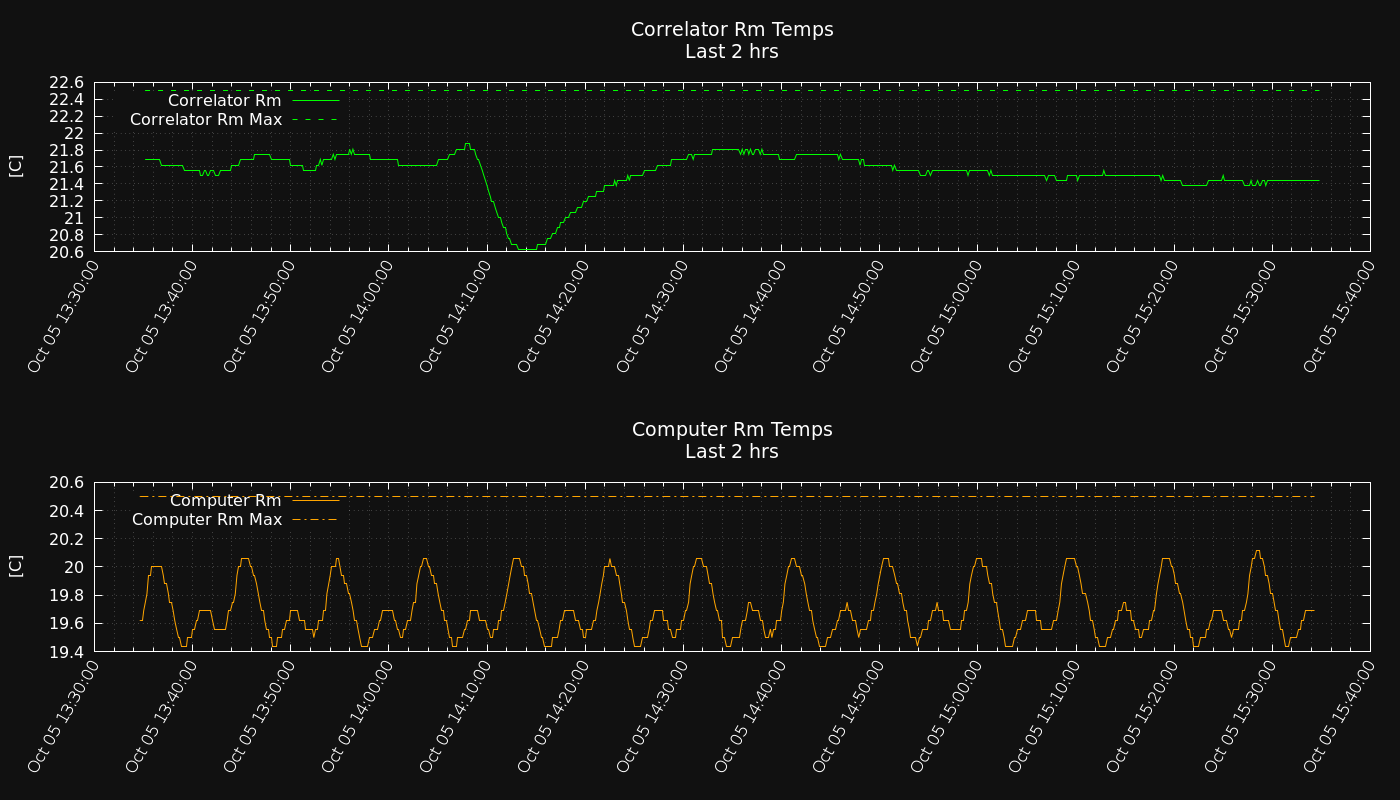 Correlator Rm Temps
Last 2 hrs
22.6
22.4
22.2
22
21.8
21.6
21.4
21.2
21
20.8
20.6
[C]
Correlator Rm
Correlator Rm Max
Oct 05 13:30:00
Oct 05 13:40:00
Oct 05 13:50:00
Oct 05 14:00:00
Oct 05 14:10:00
Oct 05 14:20:00
Oct 05 14:30:00
Oct 05 14:40:00
Oct 05 14:50:00
Oct 05 15:00:00
Oct 05 15:10:00
Oct 05 15:20:00
Oct 05 15:30:00
Oct 05 15:40:00
Computer Rm Temps
Last 2 hrs
20.6
20.4
20.2
20
19.8
19.6
19.4
[C]
Computer Rm
Computer Rm Max
Oct 05 13:30:00
Oct 05 13:40:00
Oct 05 13:50:00
Oct 05 14:00:00
Oct 05 14:10:00
Oct 05 14:20:00
Oct 05 14:30:00
Oct 05 14:40:00
Oct 05 14:50:00
Oct 05 15:00:00
Oct 05 15:10:00
Oct 05 15:20:00
Oct 05 15:30:00
Oct 05 15:40:00